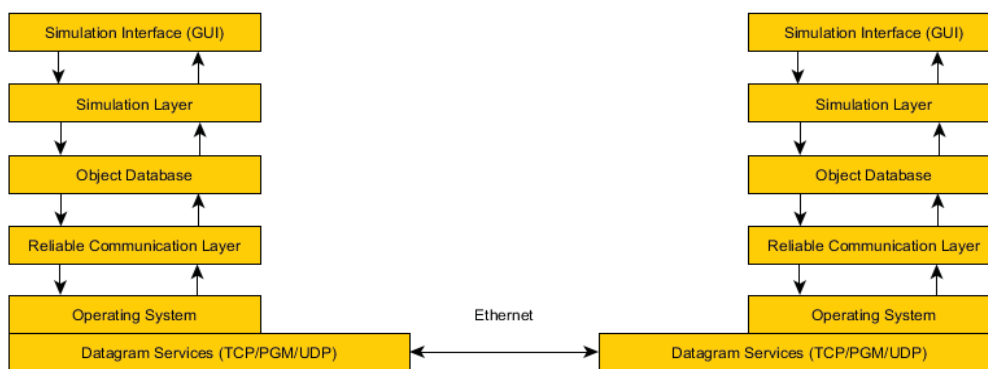 Simulation Interface (GUI)
Simulation Layer
Object Database
Reliable Communication Layer
Operating System
Datagram Services (TCP/PGM/UDP)
Ethernet
Simulation Interface (GUI)
Simulation Layer
Object Database
Reliable Communication Layer
Operating System
Datagram Services (TCP/PGM/UDP)